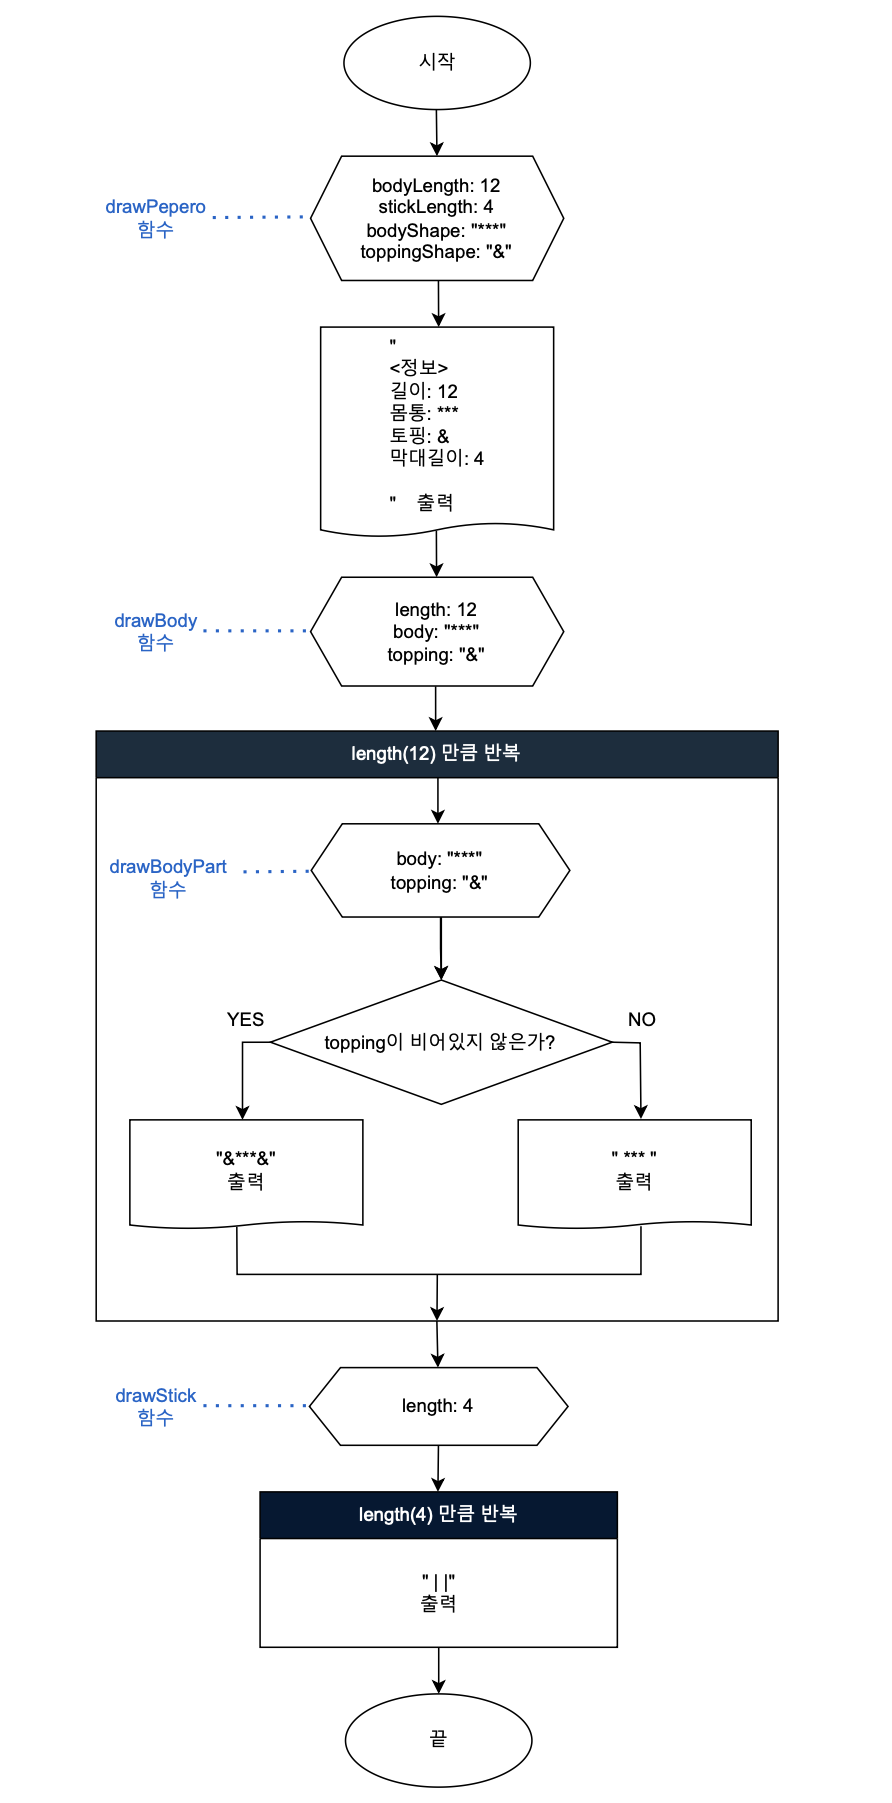 시작
drawPepero
함수
bodyLength: 12
stickLength: 4
bodyShape: "***"
toppingShape: "&"
"
<정보>
길이: 12
몸통: ***
토핑: &
막대길이: 4
" 출력
drawBody
함수
length: 12
body: "***"
topping: "&"
length(12) 만큼 반복
drawBodyPart
함수
body: "***"
topping: "&"
YES
NO
topping이 비어있지 않은가?
"&***&"
출력
" *** "
출력
drawStick
함수
length: 4
length(4) 만큼 반복
" | |"
출력
끝